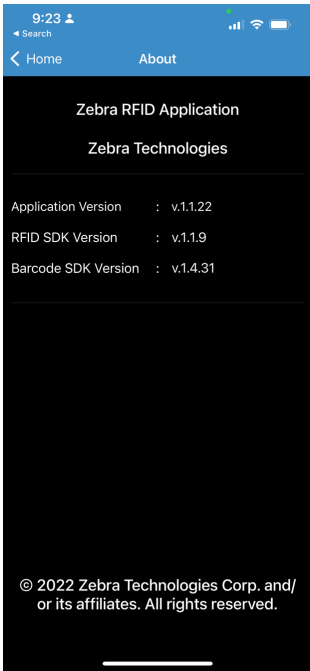 9:23
◄ Search
Home
About
Zebra RFID Application
Zebra Technologies
Application Version : v.1.1.22
RFID SDK Version : v.1.1.9
Barcode SDK Version : v.1.4.31
© 2022 Zebra Technologies Corp. and/
or its affiliates. All rights reserved.